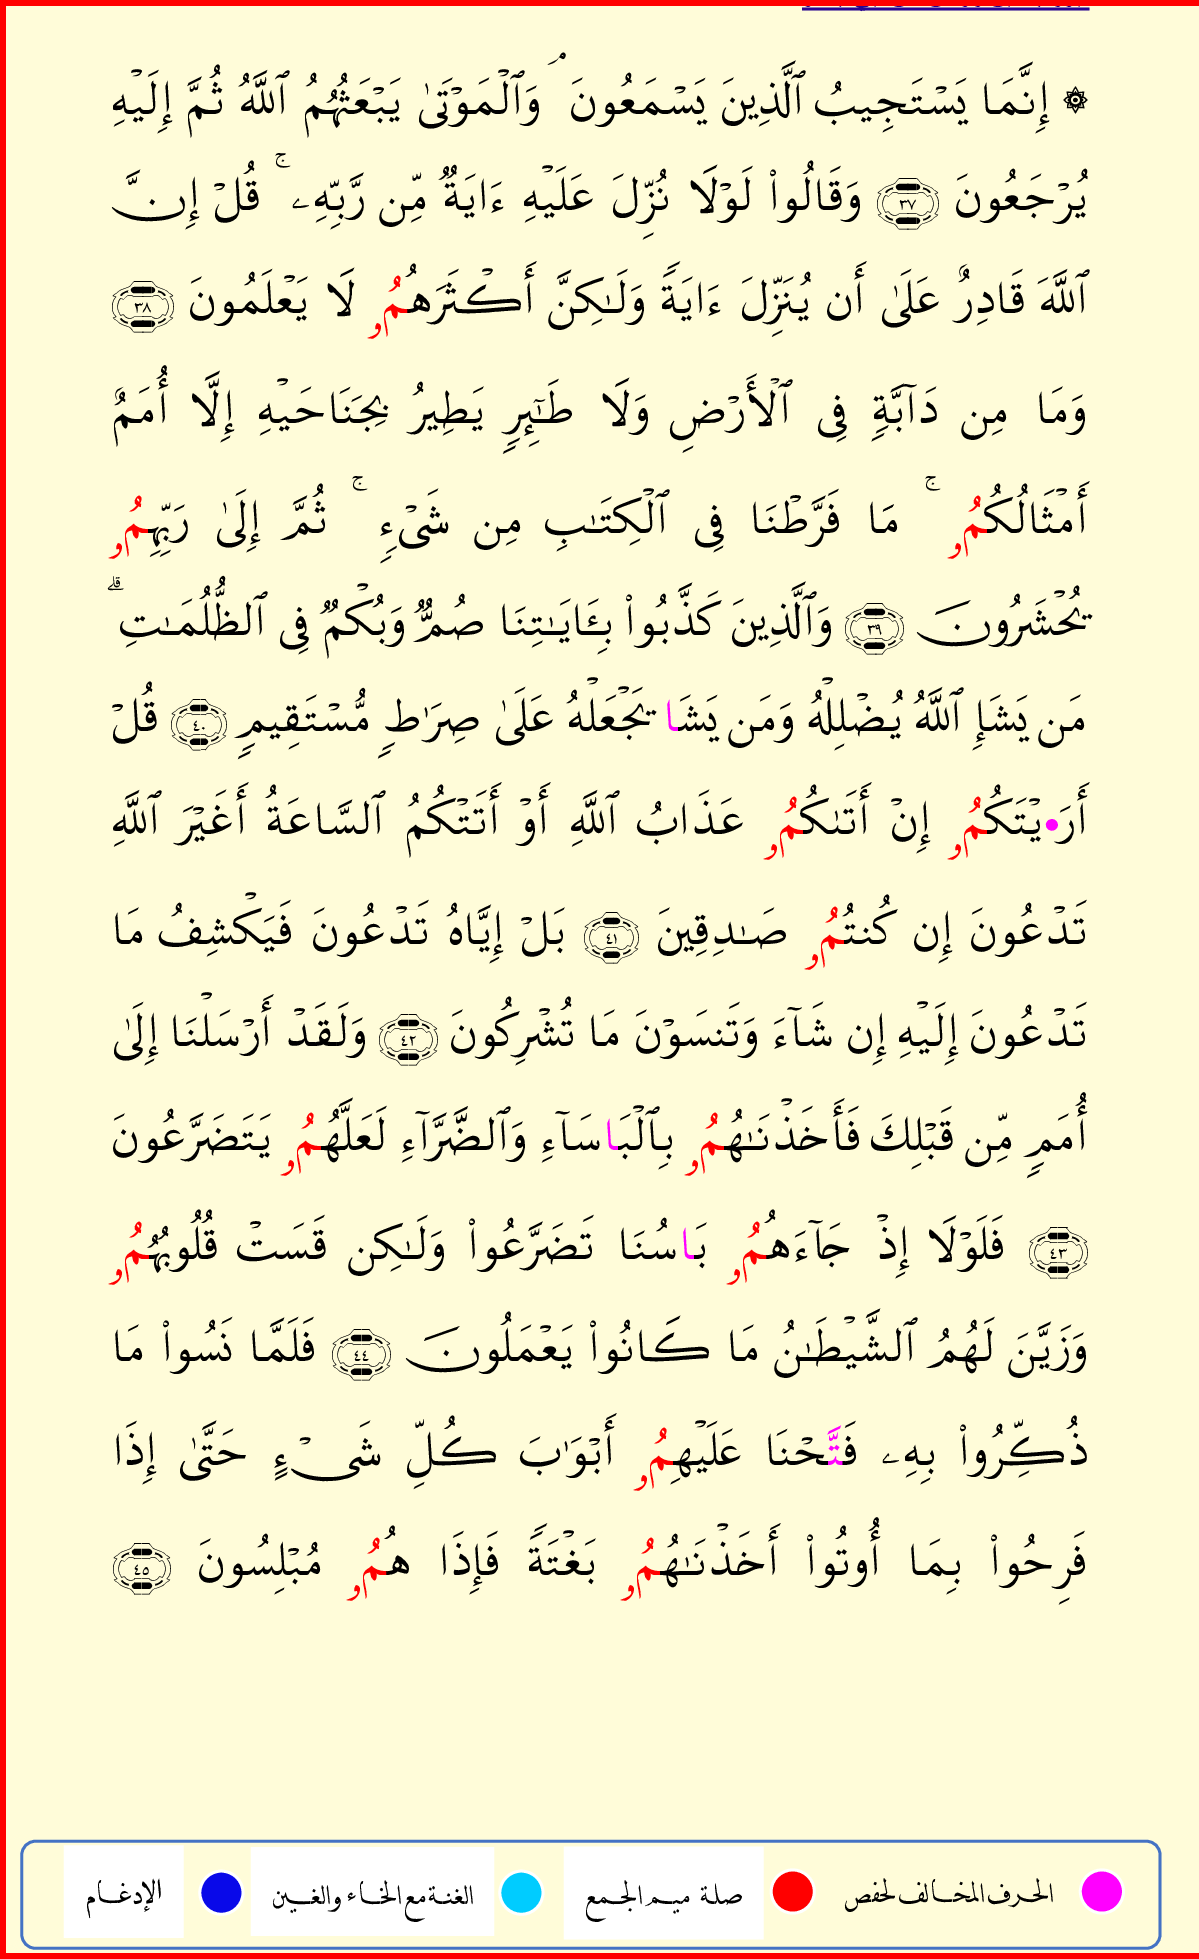 ۞ إِنَّمَا يَسْتَجِيبُ ٱلَّذِينَ يَسْمَعُونَۘ وَٱلْمَوْتَىٰ يَبْعَثُهُمُ ٱللَّهُ ثُمَّ إِلَيْهِ
يُرْجَعُونَ ٣٧ وَقَالُوا۟ لَوْلَا نُزِّلَ عَلَيْهِ ءَايَةٌ مِّن رَّبِّهِۦۚ قُلْ إِنَّ
ٱللَّهَ قَادِرٌ عَلَىٰ أَن يُنَزِّلَ ءَايَةً وَلَـٰكِنَّ أَكْثَرَهُمُۥ لَا يَعْلَمُونَ ٣٨
وَمَا مِن دَآبَّةٍ فِى ٱلْأَرْضِ وَلَا طَـٰٓئِرٍ يَطِيرُ بِجَنَاحَيْهِ إِلَّا أُمَمٌ
أَمْثَالُكُمُۥۚ مَا فَرَّطْنَا فِى ٱلْكِتَـٰبِ مِن شَىْءٍۚ ثُمَّ إِلَىٰ رَبِّهِمُۥ
يُحْشَرُونَ ٣٩ وَٱلَّذِينَ كَذَّبُوا۟ بِـَٔايَـٰتِنَا صُمٌّ وَبُكْمٌ فِى ٱلظُّلُمَـٰتِۗ
مَن يَشَإِ ٱللَّهُ يُضْلِلْهُ وَمَن يَشَا يَجْعَلْهُ عَلَىٰ صِرَٰطٍ مُّسْتَقِيمٍ ٤٠ قُلْ
أَرَ•يْتَكُمُۥ إِنْ أَتَىٰكُمُۥ عَذَابُ ٱللَّهِ أَوْ أَتَتْكُمُ ٱلسَّاعَةُ أَغَيْرَ ٱللَّهِ
تَدْعُونَ إِن كُنتُمُۥ صَـٰدِقِينَ ٤١ بَلْ إِيَّاهُ تَدْعُونَ فَيَكْشِفُ مَا
تَدْعُونَ إِلَيْهِ إِن شَآءَ وَتَنسَوْنَ مَا تُشْرِكُونَ ٤٢ وَلَقَدْ أَرْسَلْنَا إِلَىٰ
أُمَمٍ مِّن قَبْلِكَ فَأَخَذْنَـٰهُمُۥ بِٱلْبَاسَآءِ وَٱلضَّرَّآءِ لَعَلَّهُمُۥ يَتَضَرَّعُونَ
٤٣ فَلَوْلَا إِذْ جَآءَهُمُۥ بَاسُنَا تَضَرَّعُوا۟ وَلَـٰكِن قَسَتْ قُلُوبُهُمُۥ
وَزَيَّنَ لَهُمُ ٱلشَّيْطَـٰنُ مَا كَانُوا۟ يَعْمَلُونَ ٤٤ فَلَمَّا نَسُوا۟ مَا
ذُكِّرُوا۟ بِهِۦ فَتَّحْنَا عَلَيْهِمُۥ أَبْوَٰبَ كُلِّ شَىْءٍ حَتَّىٰ إِذَا
فَرِحُوا۟ بِمَا أُوتُوا۟ أَخَذْنَـٰهُمُۥ بَغْتَةً فَإِذَا هُمُۥ مُبْلِسُونَ ٤٥
الحرف المخالف لحفص صلة ميم الجمع الغنة مع الخاء والغين الإدغام